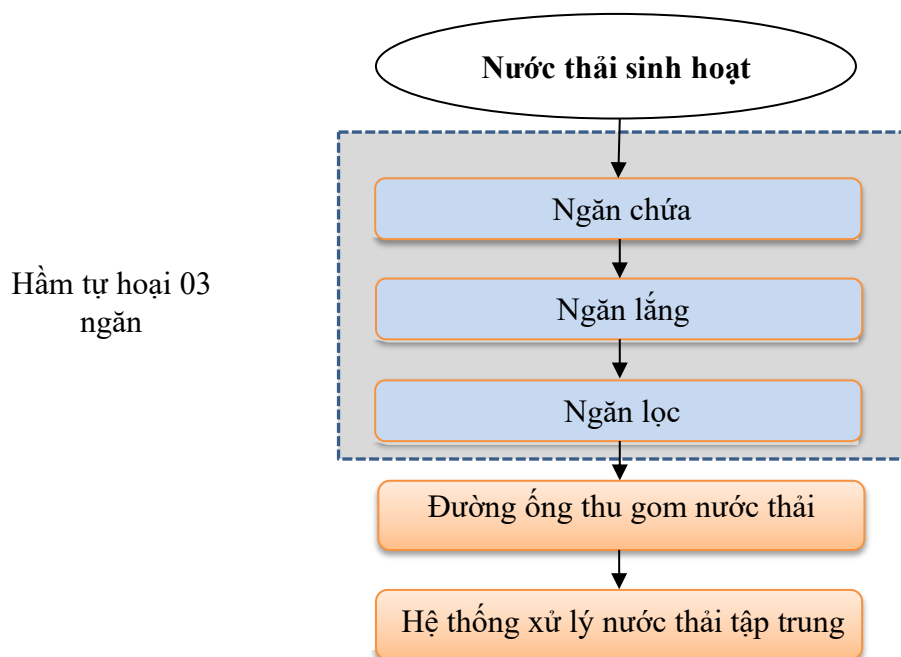 Nước thải sinh hoạt
Ngăn chứa
Hầm tự hoại 03
ngăn
Ngăn lắng
Ngăn lọc
Đường ống thu gom nước thải
Hệ thống xử lý nước thải tập trung